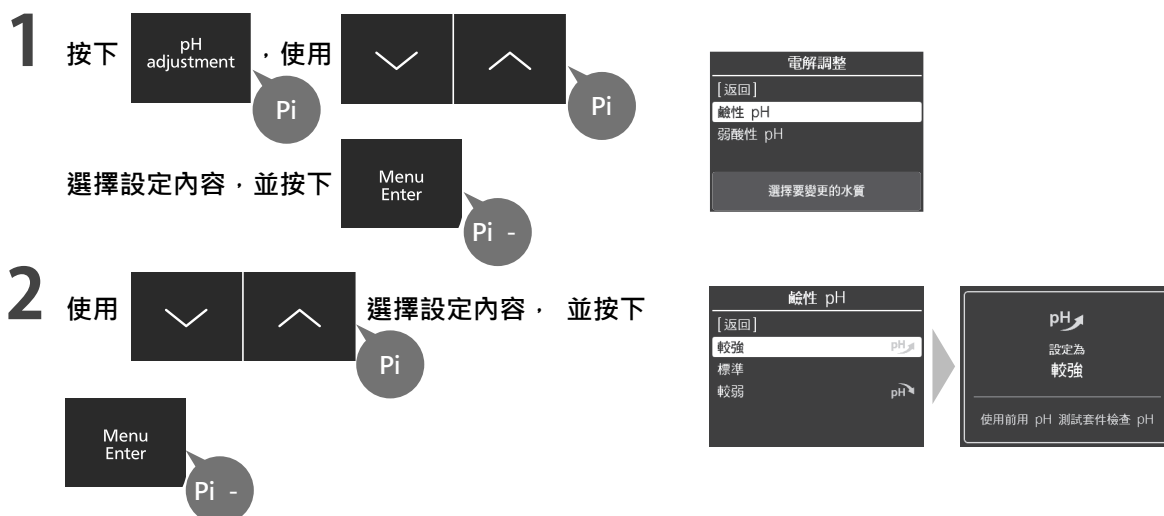 1 按下 pH adjustment ，使用
Pi
Pi
選擇設定內容，並按下 Menu Enter
Pi -
電解調整
[返回]
鹼性 pH
弱酸性 pH
選擇要變更的水質
2 使用 選擇設定內容， 並按下
Pi
Menu
Enter
Pi -
鹼性 pH
[返回]
較強 pH
標準
較弱 pH
pH
設定為
較強
使用前用 pH 測試套件檢查 pH